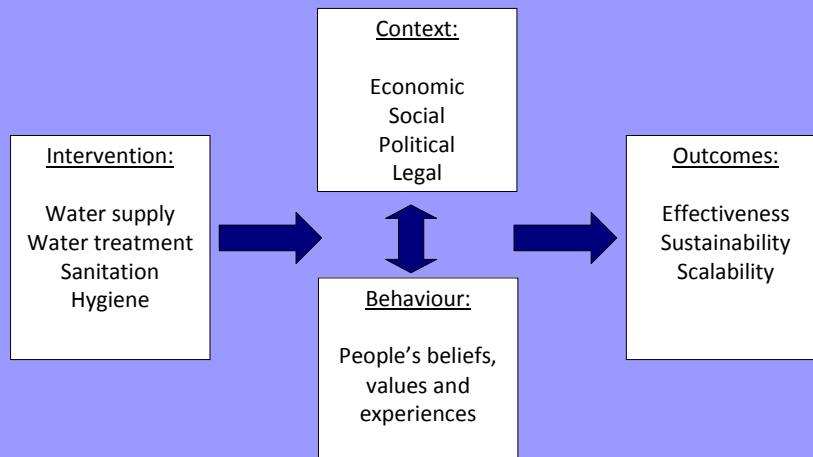 Context:
Economic
Social
Political
Legal
Intervention:
Water supply
Water treatment
Sanitation
Hygiene
Outcomes:
Effectiveness
Sustainability
Scalability
Behaviour:
People’s beliefs,
values and
experiences